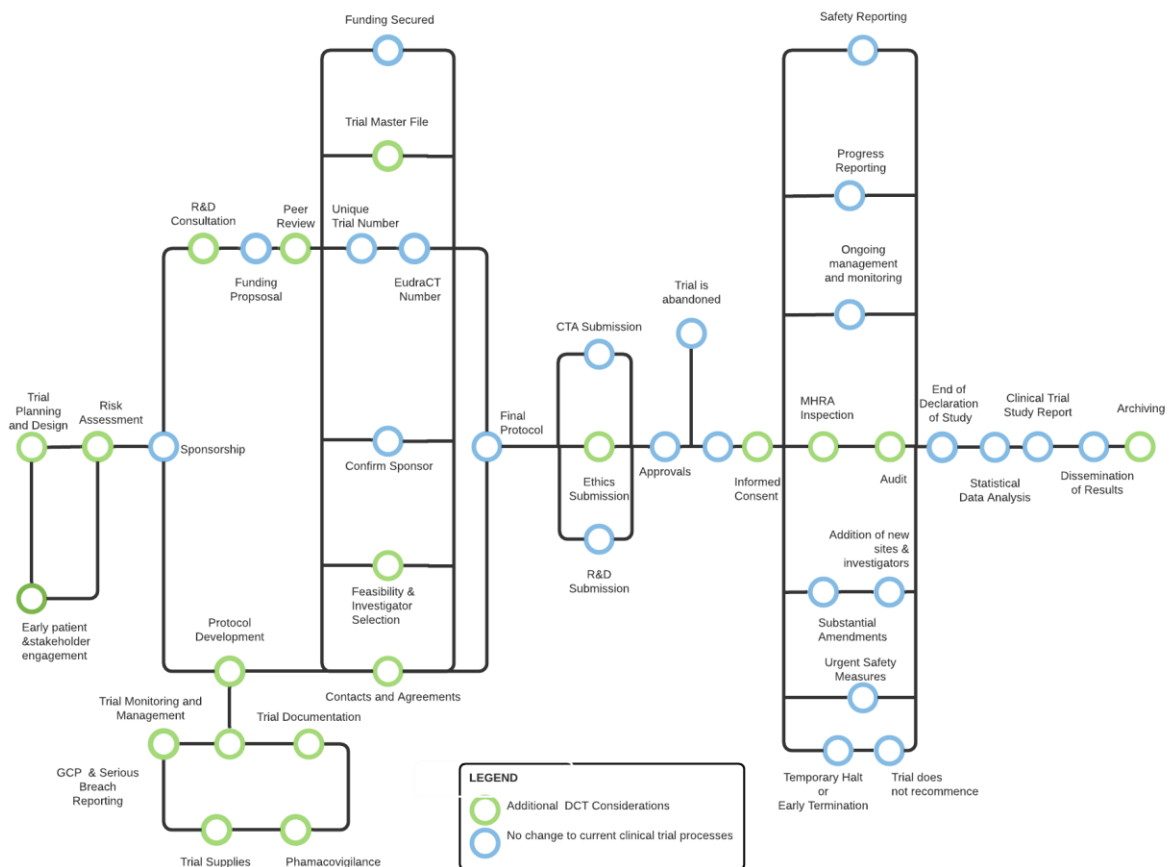 Funding Secured
Safety Reporting
Trial Master File
Progress
Reporting
R&D
Consultation
Peer
Review
Unique
Trial Number
Funding
Propsosal
EudraCT
Number
Ongoing
management
and monitoring
Trial is
abandoned
CTA Submission
Trial
Planning
and Design
Risk
Assessment
Sponsorship
Confirm Sponsor
Final
Protocol
Ethics
Submission
Approvals
Informed
Consent
MHRA
Inspection
Audit
End of
Declaration
of Study
Clinical Trial
Study Report
Archiving
Statistical
Data Analysis
Dissemination
of Results
R&D
Submission
Addition of new
sites &
investigators
Feasibility &
Investigator
Selection
Substantial
Amendments
Early patient
&stakeholder
engagement
Protocol
Development
Urgent Safety
Measures
Contacts and Agreements
Trial Monitoring and
Management
Trial Documentation
GCP & Serious
Breach
Reporting
Trial Supplies
Phamacovigilance
Temporary Halt
or
Early Termination
Trial does
not recommence
LEGEND
Additional DCT Considerations
No change to current clinical trial processes